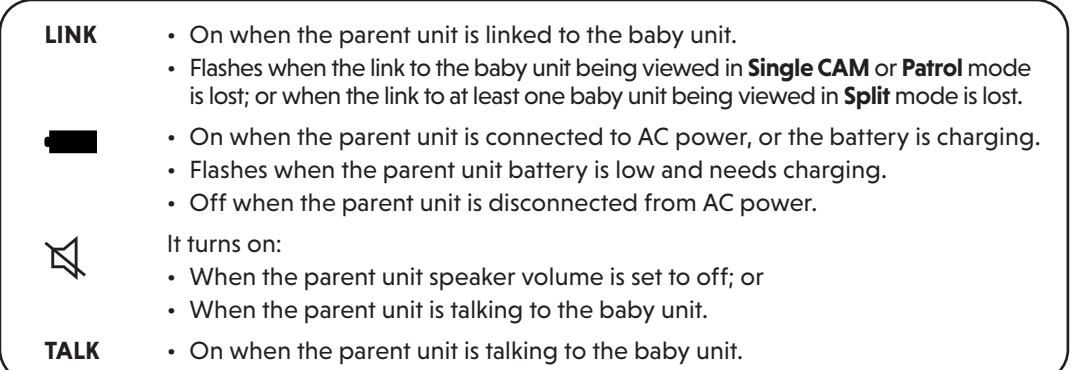 LINK • On when the parent unit is linked to the baby unit.
• Flashes when the link to the baby unit being viewed in Single CAM or Patrol mode
is lost; or when the link to at least one baby unit being viewed in Split mode is lost.
• On when the parent unit is connected to AC power, or the battery is charging.
• Flashes when the parent unit battery is low and needs charging.
• Off when the parent unit is disconnected from AC power.
It turns on:
• When the parent unit speaker volume is set to off; or
• When the parent unit is talking to the baby unit.
TALK • On when the parent unit is talking to the baby unit.